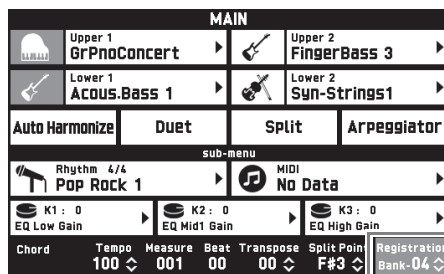 MAIN
Upper 1
GrPnoConcert
Upper 2
FingerBass 3
Lower 1
Acous.Bass 1
Lower 2
Syn-Strings1
Auto Harmonize
Duet
Split
Arpeggiator
sub-menu
Rhythm 4/4
Pop Rock 1
MIDI
No Data
K1: 0
EQ Low Gain
K2: 0
EQ Mid1 Gain
K3: 0
EQ High Gain
Chord Tempo Measure Beat Transpose Split Point Registration
100 001 00 00 F#3 Bank-04